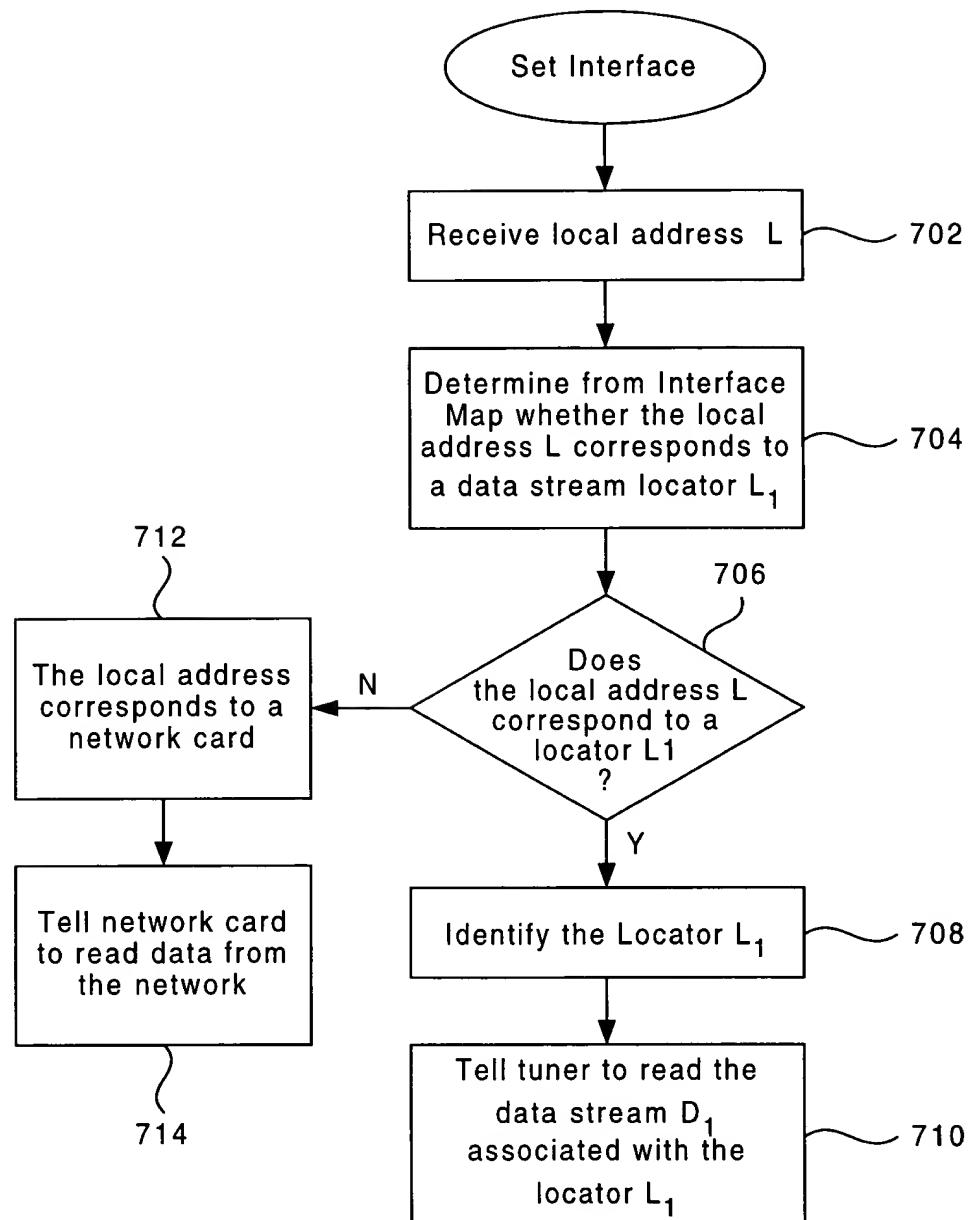 Set Interface
Receive local address L
702
Determine from Interface
Map whether the local
address L corresponds to
a data stream locator L₁
704
706
Does
the local address L
correspond to a
locator L1
?
N
712
The local address
corresponds to a
network card
Tell network card
to read data from
the network
714
Y
Identify the Locator L₁
708
Tell tuner to read the
data stream D₁
associated with the
locator L₁
710